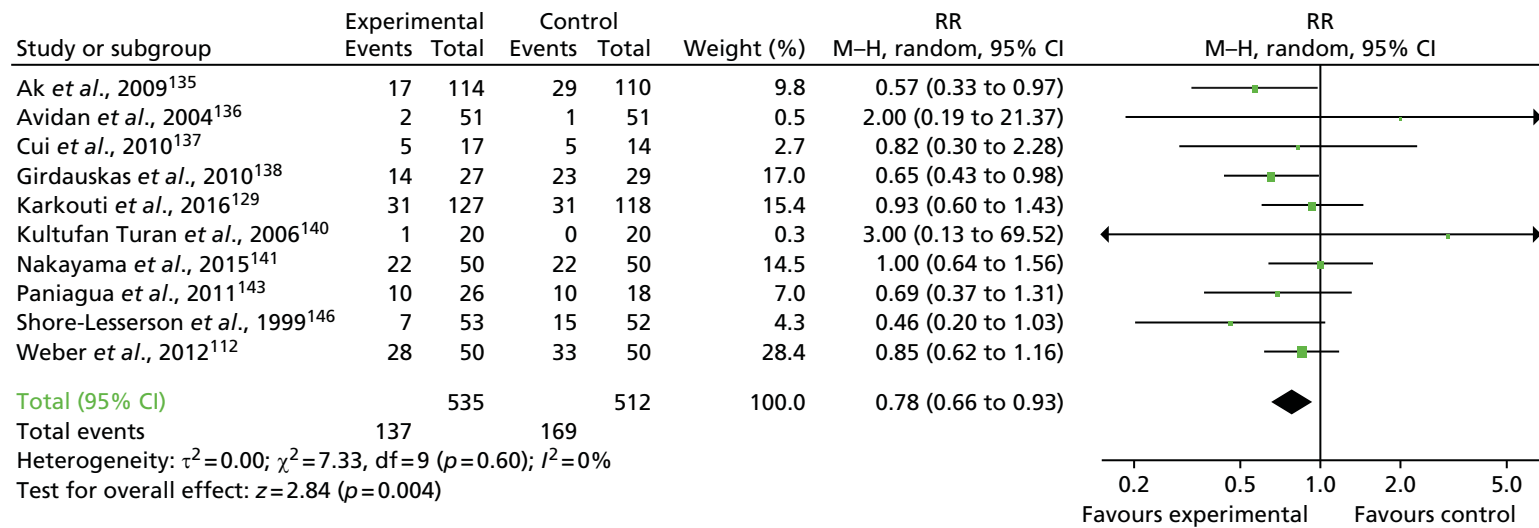 Experimental Control RR RR
Study or subgroup Events Total Events Total Weight (%) M–H, random, 95% CI M–H, random, 95% CI
Ak et al., 2009135 17 114 29 110 9.8 0.57 (0.33 to 0.97)
Avidan et al., 2004136 2 51 1 51 0.5 2.00 (0.19 to 21.37)
Cui et al., 2010137 5 17 5 14 2.7 0.82 (0.30 to 2.28)
Girdauskas et al., 2010138 14 27 23 29 17.0 0.65 (0.43 to 0.98)
Karkouti et al., 2016129 31 127 31 118 15.4 0.93 (0.60 to 1.43)
Kultufan Turan et al., 2006140 1 20 0 20 0.3 3.00 (0.13 to 69.52)
Nakayama et al., 2015141 22 50 22 50 14.5 1.00 (0.64 to 1.56)
Paniagua et al., 2011143 10 26 10 18 7.0 0.69 (0.37 to 1.31)
Shore-Lesserson et al., 1999146 7 53 15 52 4.3 0.46 (0.20 to 1.03)
Weber et al., 2012112 28 50 33 50 28.4 0.85 (0.62 to 1.16)
Total (95% CI) 535 512 100.0 0.78 (0.66 to 0.93)
Total events 137 169
Heterogeneity: τ2=0.00; χ2=7.33, df=9 (p=0.60); I2=0%
Test for overall effect: z=2.84 (p=0.004)
0.2 0.5 1.0 2.0 5.0
Favours experimental Favours control